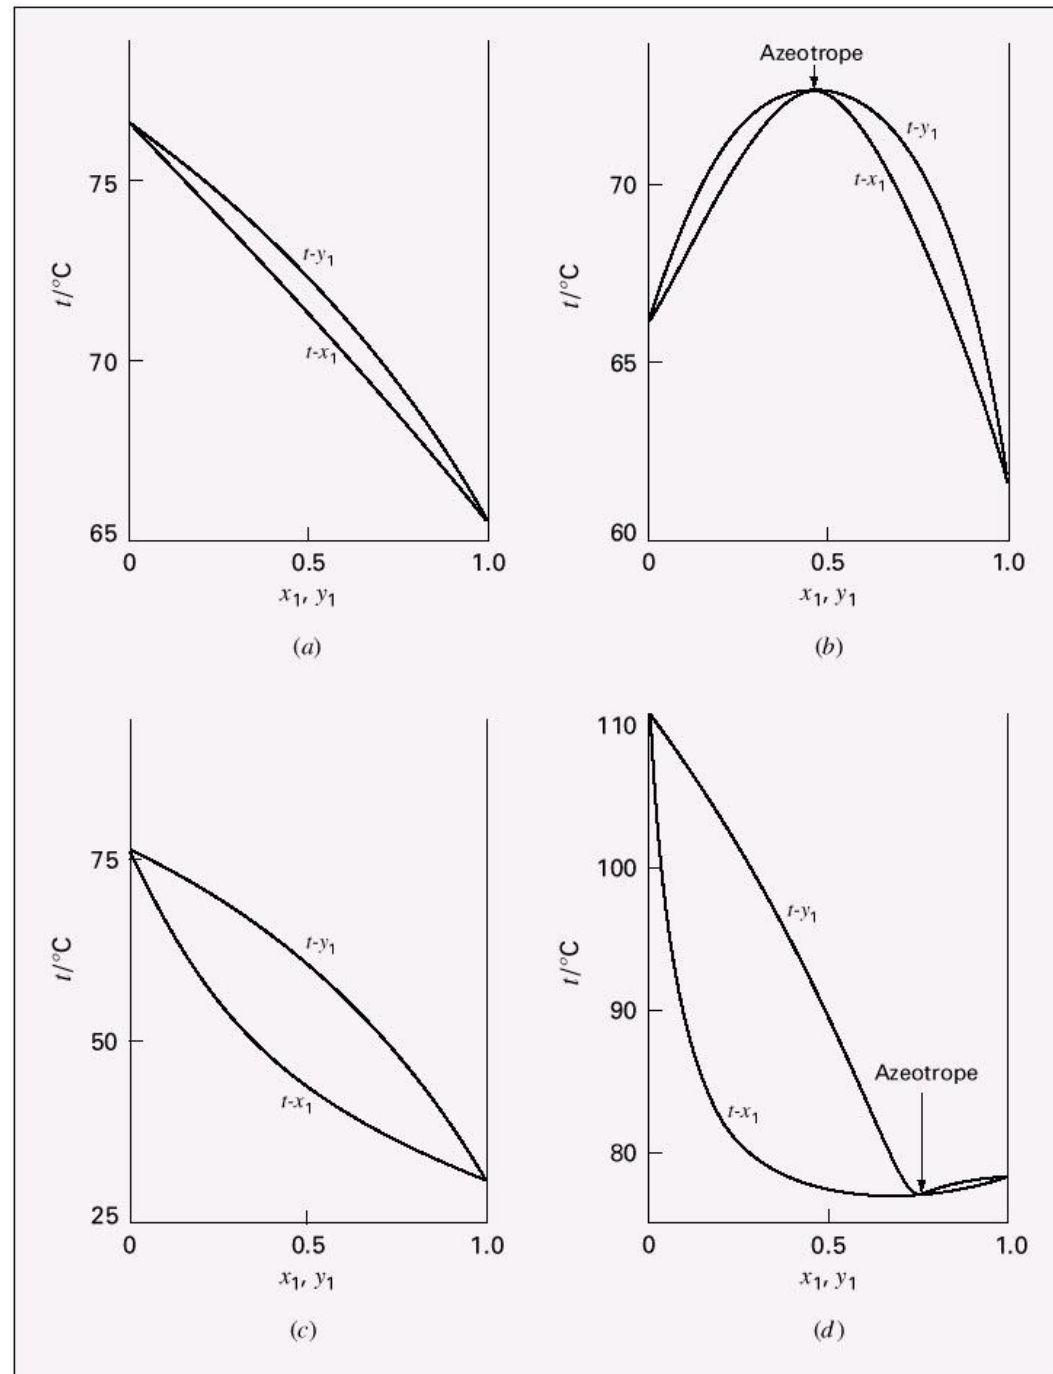 75
70
65
t/°C
t-y₁
t-x₁
0
0.5
1.0
x₁, y₁
(a)
Azeotrope
70
65
60
t/°C
t-y₁
t-x₁
0
0.5
1.0
x₁, y₁
(b)
75
50
25
t/°C
t-y₁
t-x₁
0
0.5
1.0
x₁, y₁
(c)
110
100
90
80
t/°C
t-y₁
t-x₁
Azeotrope
0
0.5
1.0
x₁, y₁
(d)